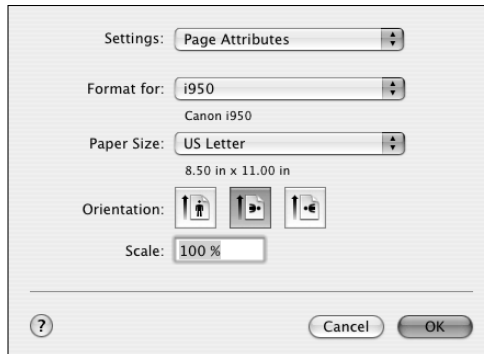 Settings: Page Attributes
Format for: i950
Canon i950
Paper Size: US Letter
8.50 in x 11.00 in
Orientation:
Scale: 100 %
? Cancel OK